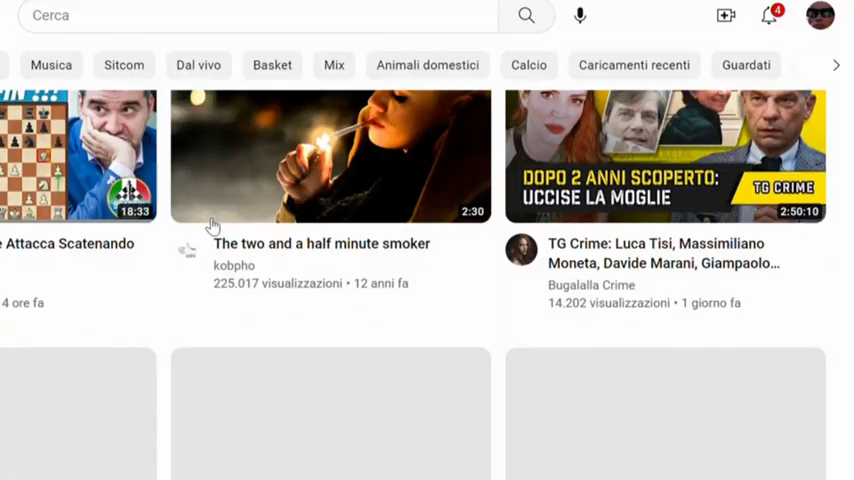 Cerca
4
Musica
Sitcom
Dal vivo
Basket
Mix
Animali domestici
Calcio
Caricamenti recenti
Guardati
18:33
2:30
DOPO 2 ANNI SCOPERTO:
UCCISE LA MOGLIE
TG CRIME
2:50:10
e Attacca Scatenando
4 ore fa
The two and a half minute smoker
kobpho
225.017 visualizzazioni • 12 anni fa
TG Crime: Luca Tisi, Massimiliano
Moneta, Davide Marani, Giampaolo...
Bugalalla Crime
14.202 visualizzazioni • 1 giorno fa